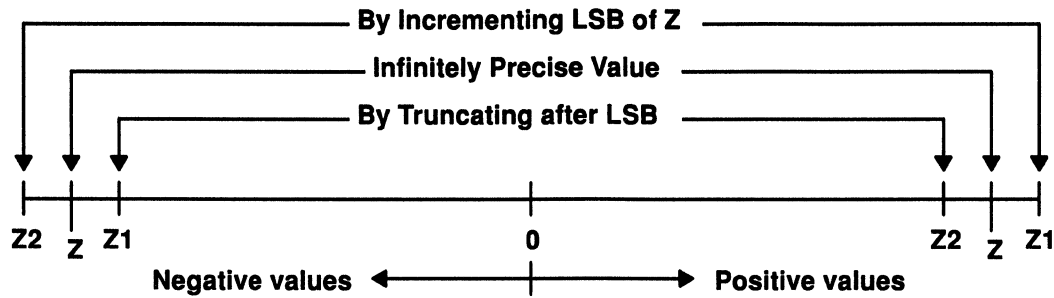 By Incrementing LSB of Z
Infinitely Precise Value
By Truncating after LSB
Z2 Z Z1 0 Z2 Z Z1
Negative values Positive values